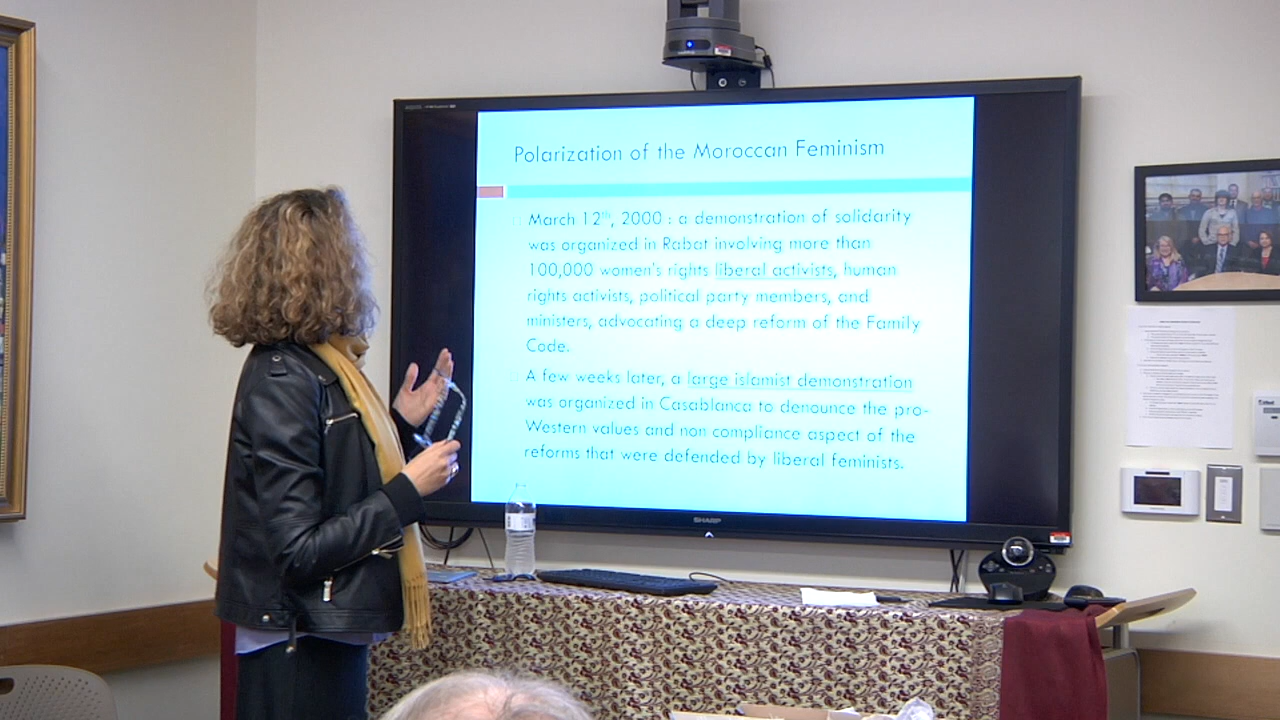 Polarization of the Moroccan Feminism
March 12th, 2000 : a demonstration of solidarity
was organized in Rabat involving more than
100,000 women's rights liberal activists, human
rights activists, political party members, and
ministers, advocating a deep reform of the Family
Code.
A few weeks later, a large Islamist demonstration
was organized in Casablanca to denounce the pro-
Western values and non compliance aspect of the
reforms that were defended by liberal feminists.
SHARP